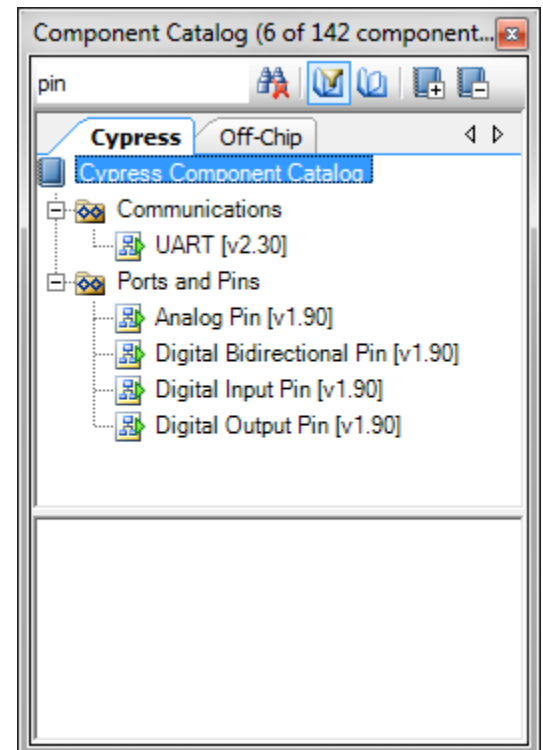 Component Catalog (6 of 142 component...
pin
Cypress Off-Chip
Cypress Component Catalog
Communications
UART [v2.30]
Ports and Pins
Analog Pin [v1.90]
Digital Bidirectional Pin [v1.90]
Digital Input Pin [v1.90]
Digital Output Pin [v1.90]